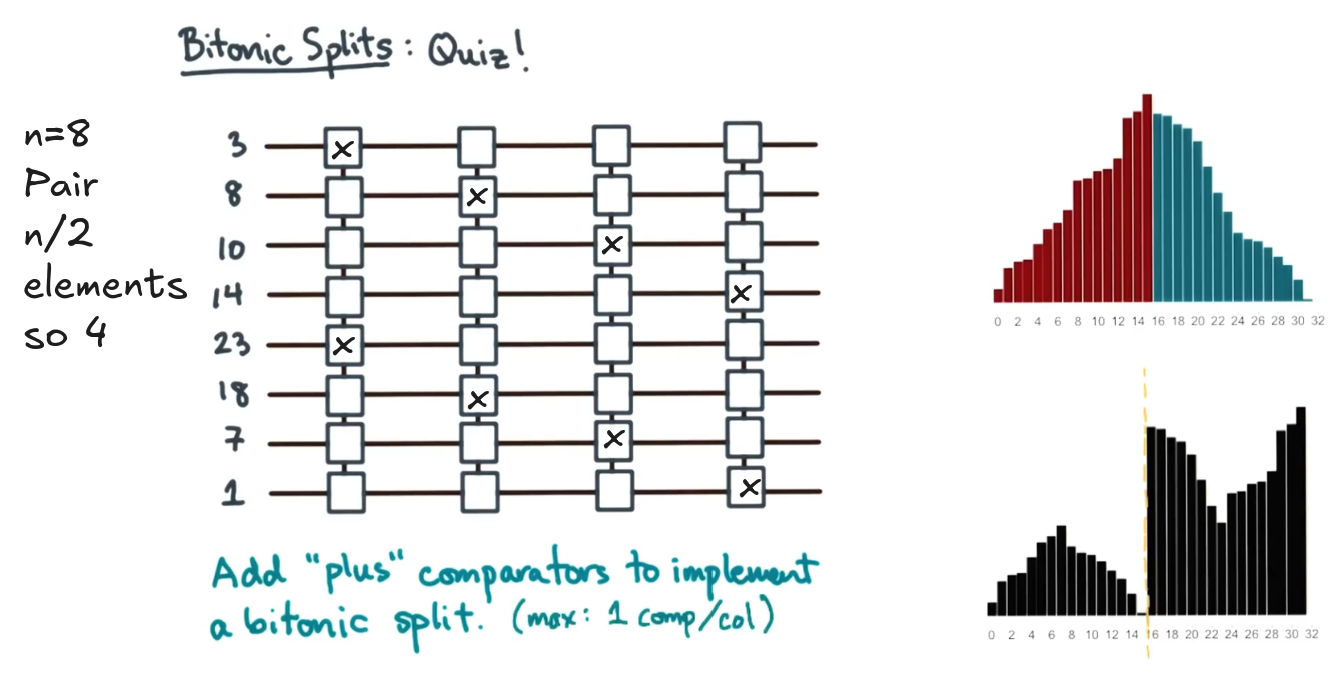 Bitonic Splits: Quiz!
n=8
Pair
n/2
elements
so 4
3
8
10
14
23
18
7
1
Add "plus" comparators to implement
a bitonic split. (max: 1 comp/col)
0 2 4 6 8 10 12 14 16 18 20 22 24 26 28 30 32
0 2 4 6 8 10 12 14 16 18 20 22 24 26 28 30 32